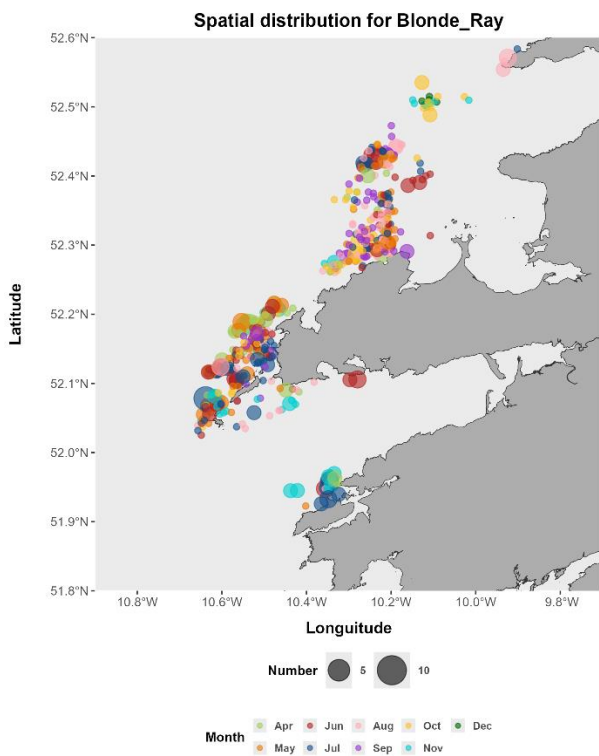 Spatial distribution for Blonde_Ray
52.6°N
52.5°N
52.4°N
52.3°N
52.2°N
52.1°N
52.0°N
51.9°N
51.8°N
Latitude
10.8°W 10.6°W 10.4°W 10.2°W 10.0°W 9.8°W
Longuitude
Number 5 10
Month Apr Jun Aug Oct Dec
May Jul Sep Nov